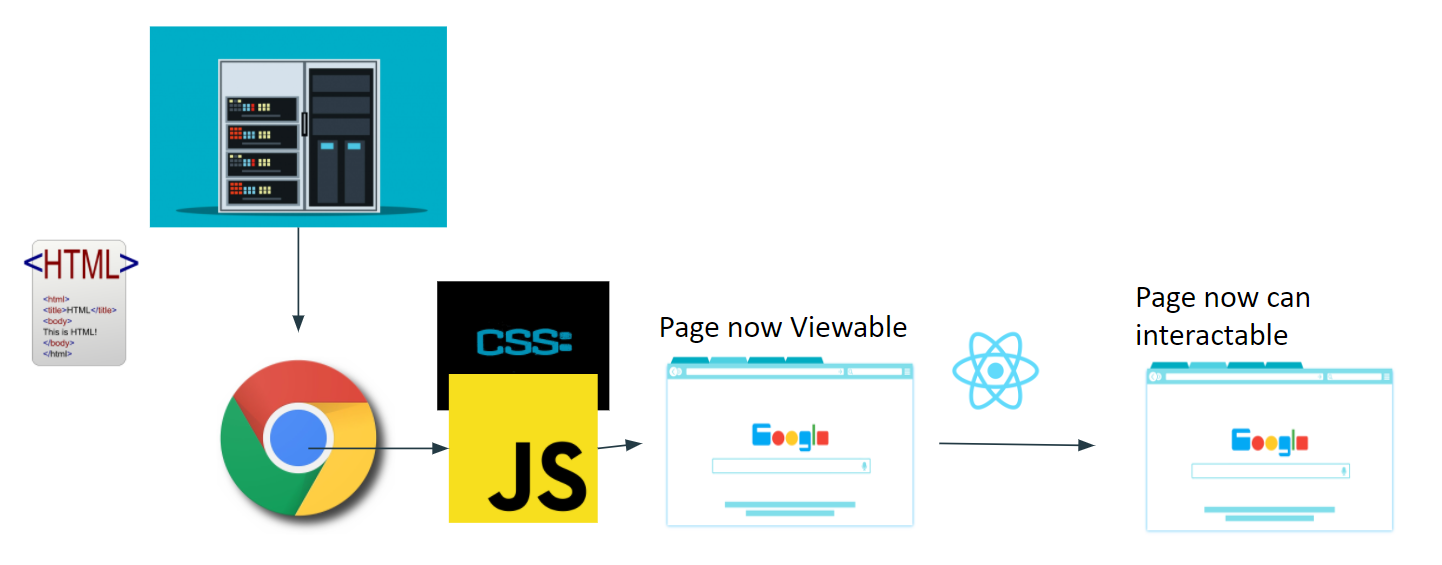 <HTML>
<html>
<title>HTML</title>
<body>
This is HTML!
</body>
</html>
CSS:
JS
Page now Viewable
Google
Page now can
interactable
Google